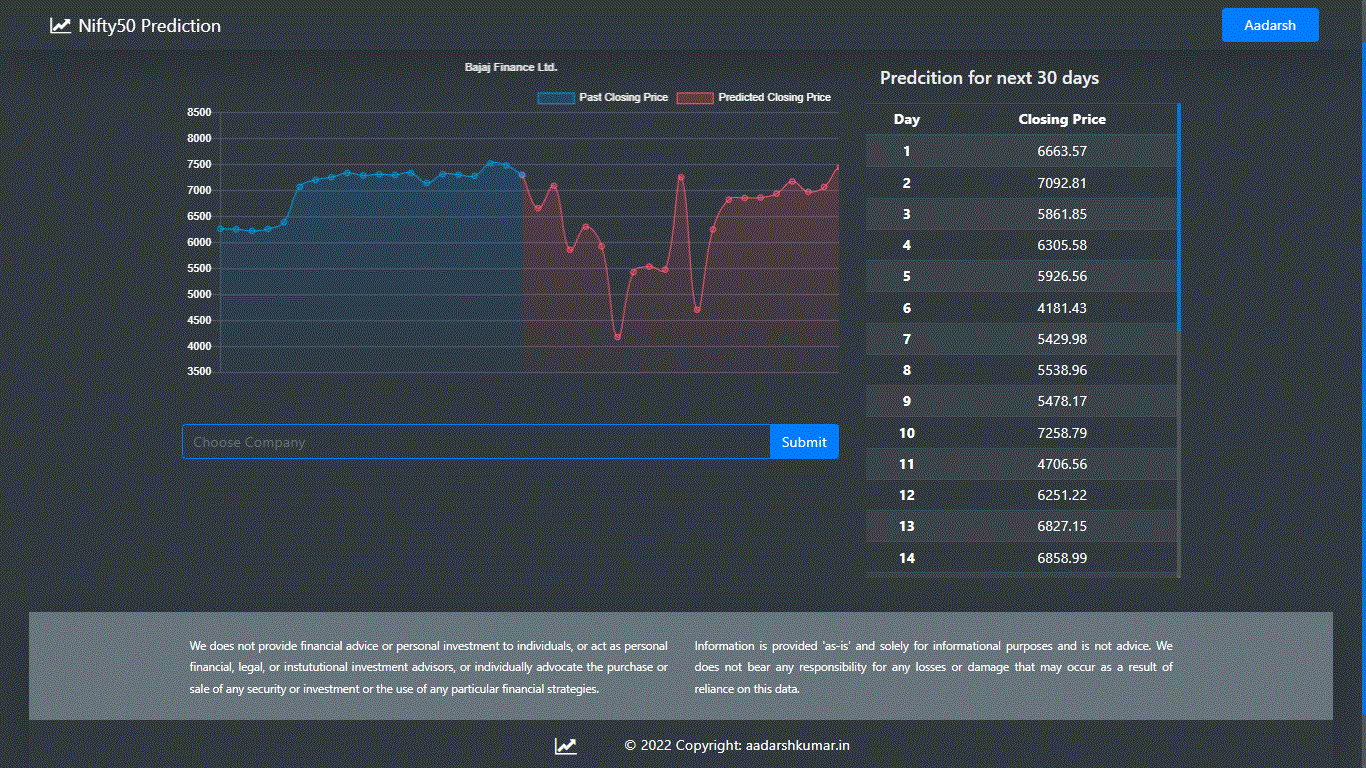 Nifty50 Prediction
Aadarsh
Bajaj Finance Ltd.
Past Closing Price
Predicted Closing Price
8500
8000
7500
7000
6500
6000
5500
5000
4500
4000
3500
Choose Company
Submit
Predcition for next 30 days
Day Closing Price
1 6663.57
2 7092.81
3 5861.85
4 6305.58
5 5926.56
6 4181.43
7 5429.98
8 5538.96
9 5478.17
10 7258.79
11 4706.56
12 6251.22
13 6827.15
14 6858.99
We does not provide financial advice or personal investment to individuals, or act as personal
financial, legal, or instutional investment advisors, or individually advocate the purchase or
sale of any security or investment or the use of any particular financial strategies.
Information is provided 'as-is' and solely for informational purposes and is not advice. We
does not bear any responsibility for any losses or damage that may occur as a result of
reliance on this data.
© 2022 Copyright: aadarshkumar.in